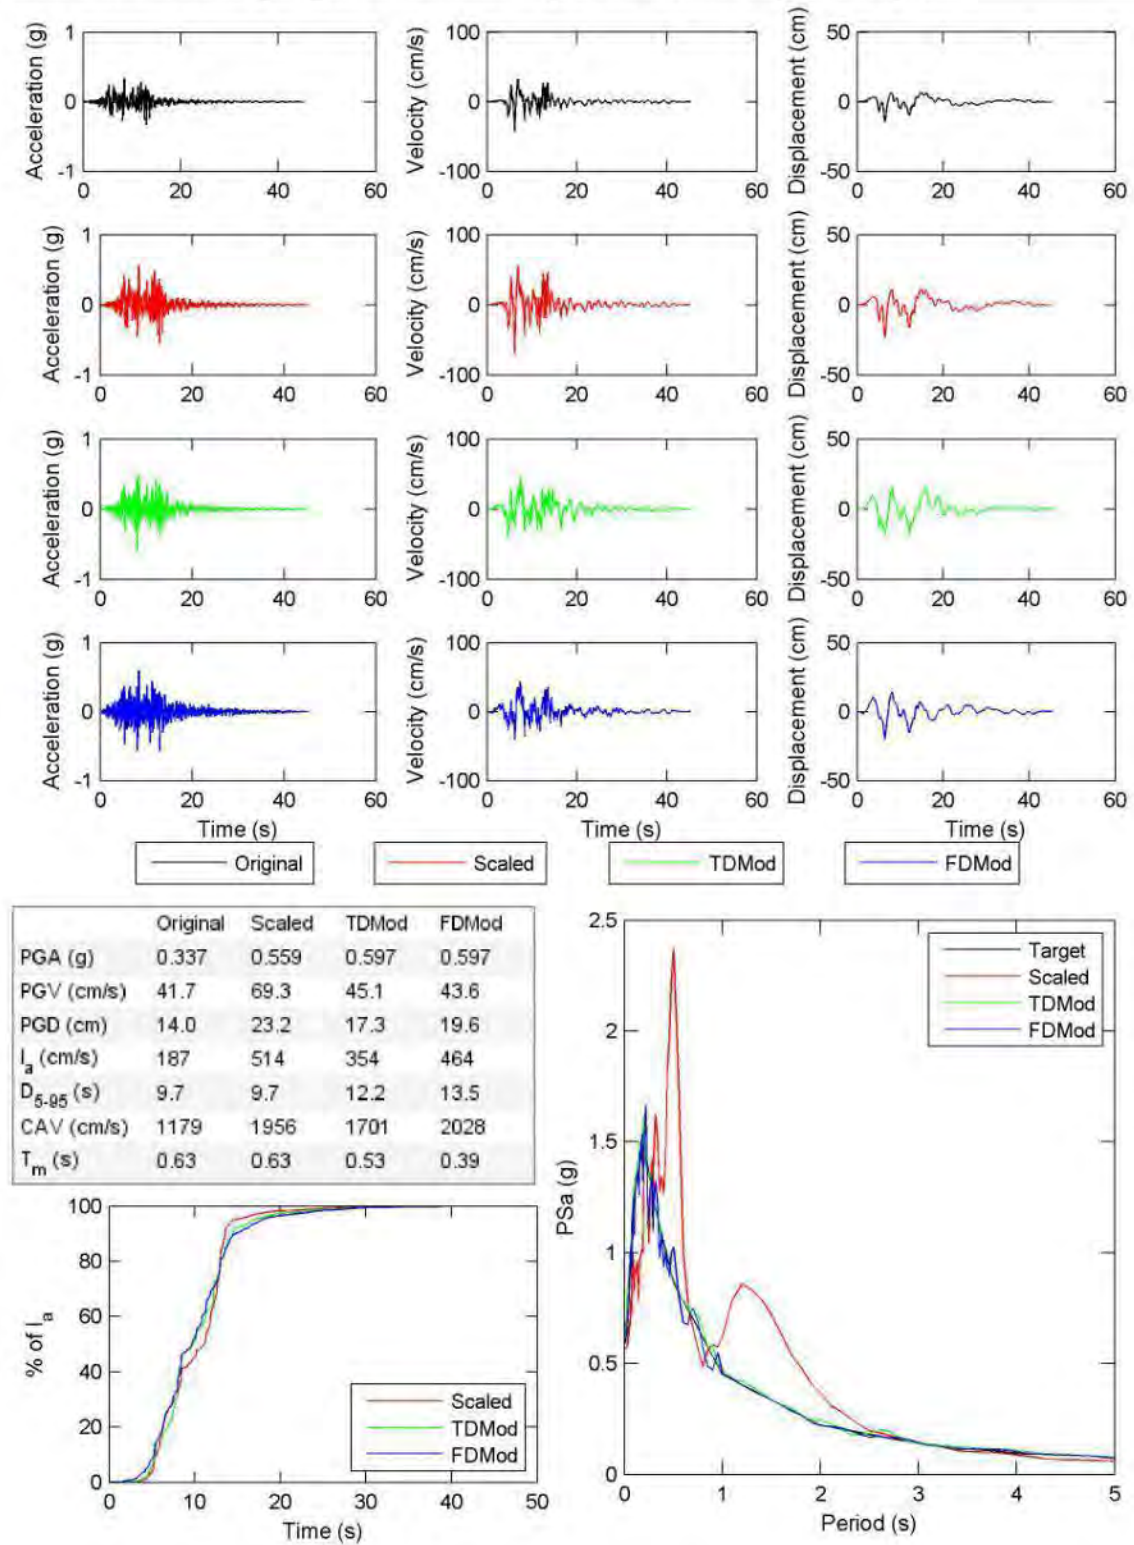 Acceleration (g)
1
0
-1
0 20 40 60
Velocity (cm/s)
100
0
-100
0 20 40 60
Displacement (cm)
50
0
-50
0 20 40 60
Acceleration (g)
1
0
-1
0 20 40 60
Velocity (cm/s)
100
0
-100
0 20 40 60
Displacement (cm)
50
0
-50
0 20 40 60
Acceleration (g)
1
0
-1
0 20 40 60
Velocity (cm/s)
100
0
-100
0 20 40 60
Displacement (cm)
50
0
-50
0 20 40 60
Acceleration (g)
1
0
-1
0 20 40 60
Time (s)
Velocity (cm/s)
100
0
-100
0 20 40 60
Time (s)
Displacement (cm)
50
0
-50
0 20 40 60
Time (s)
Original Scaled TDMod FDMod
Original Scaled TDMod FDMod
PGA (g) 0.337 0.559 0.597 0.597
PGV (cm/s) 41.7 69.3 45.1 43.6
PGD (cm) 14.0 23.2 17.3 19.6
Ia (cm/s) 187 514 354 464
D5-95 (s) 9.7 9.7 12.2 13.5
CAV (cm/s) 1179 1956 1701 2028
Tm (s) 0.63 0.63 0.53 0.39
% of Ia
100
80
60
40
20
0
0 10 20 30 40 50
Time (s)
Scaled
TDMod
FDMod
PSa (g)
2.5
2
1.5
1
0.5
0
0 1 2 3 4 5
Period (s)
Target
Scaled
TDMod
FDMod